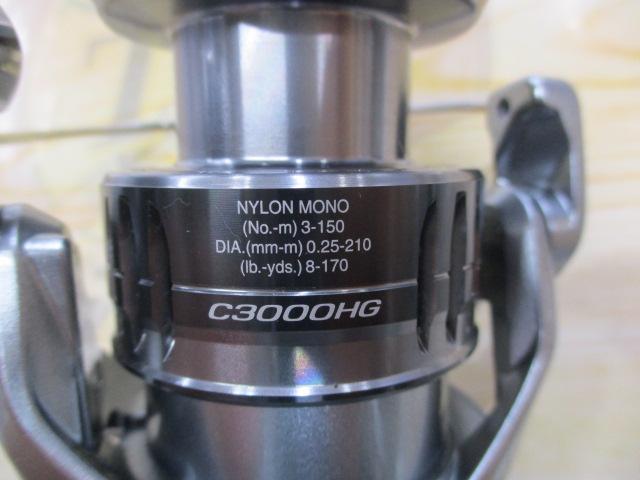 NYLON MONO
(No.-m) 3-150
DIA.(mm-m) 0.25-210
(lb.-yds.) 8-170
C3000HG